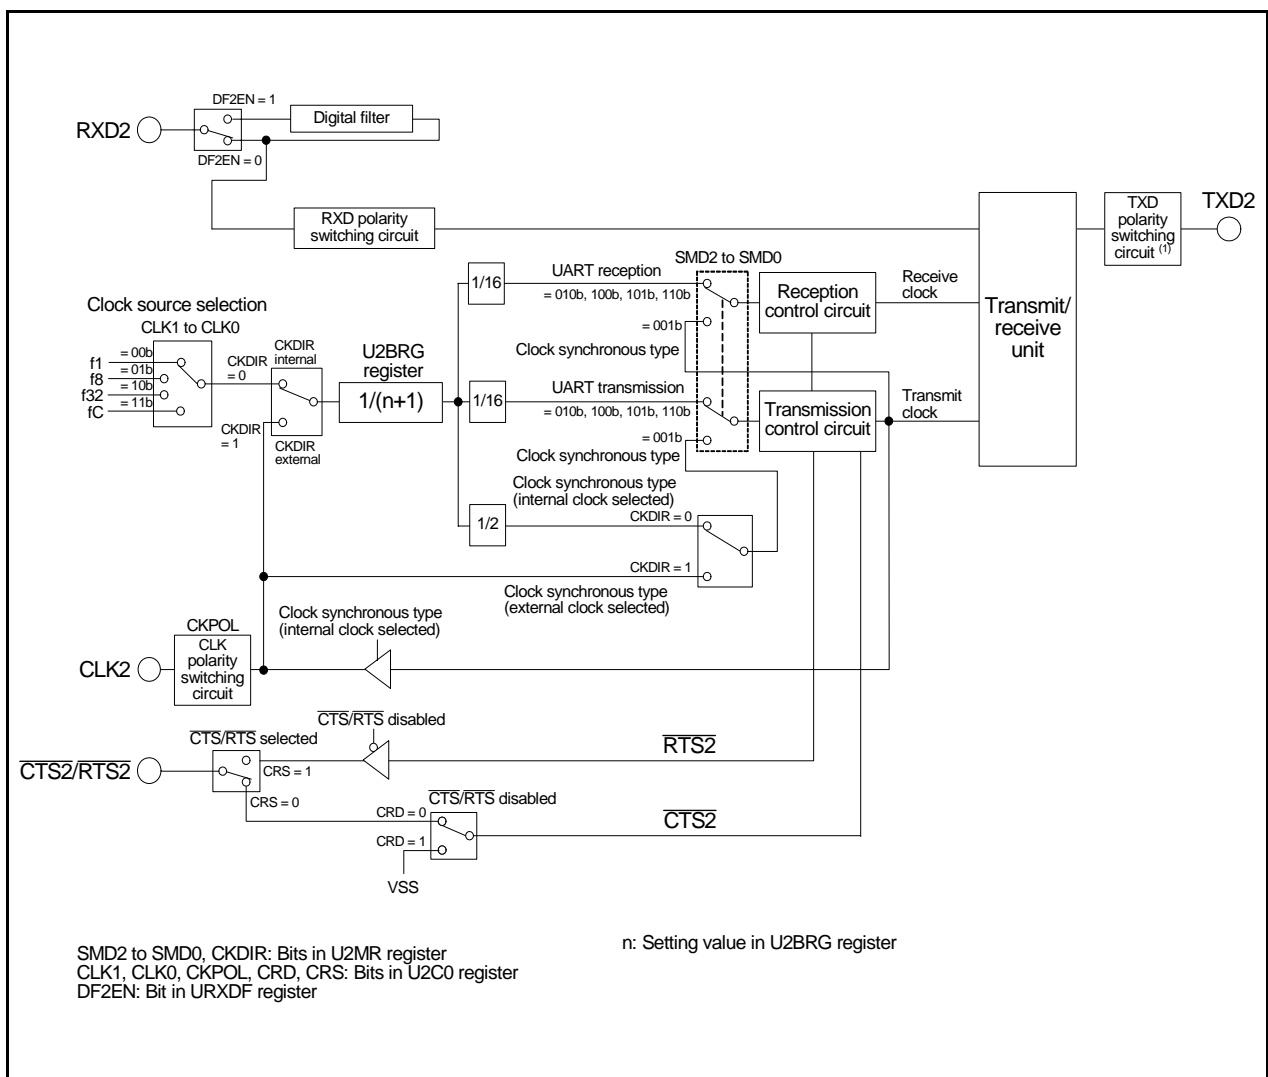 DF2EN = 1
Digital filter
RXD2
DF2EN = 0
RXD polarity
switching circuit
TXD
polarity
switching
circuit (1)
TXD2
SMD2 to SMD0
1/16
UART reception
= 010b, 100b, 101b, 110b
= 001b
Clock synchronous type
Reception
control circuit
Receive
clock
Transmit/
receive
unit
Clock source selection
CLK1 to CLK0
f1
= 00b
f8
= 01b
f32
= 10b
fC
= 11b
CKDIR
= 0
CKDIR
internal
CKDIR
= 1
CKDIR
external
U2BRG
register
1/(n+1)
1/16
UART transmission
= 010b, 100b, 101b, 110b
= 001b
Clock synchronous type
Transmission
control circuit
Transmit
clock
Clock synchronous type
(internal clock selected)
1/2
CKDIR = 0
CKDIR = 1
Clock synchronous type
(external clock selected)
Clock synchronous type
(internal clock selected)
CKPOL
CLK
polarity
switching
circuit
CLK2
CTS/RTS disabled
CTS/RTS selected
CTS2/RTS2
CRS = 1
CRS = 0
RTS2
CTS/RTS disabled
CRD = 0
CRD = 1
CTS2
VSS
SMD2 to SMD0, CKDIR: Bits in U2MR register
CLK1, CLK0, CKPOL, CRD, CRS: Bits in U2C0 register
DF2EN: Bit in URXDF register
n: Setting value in U2BRG register